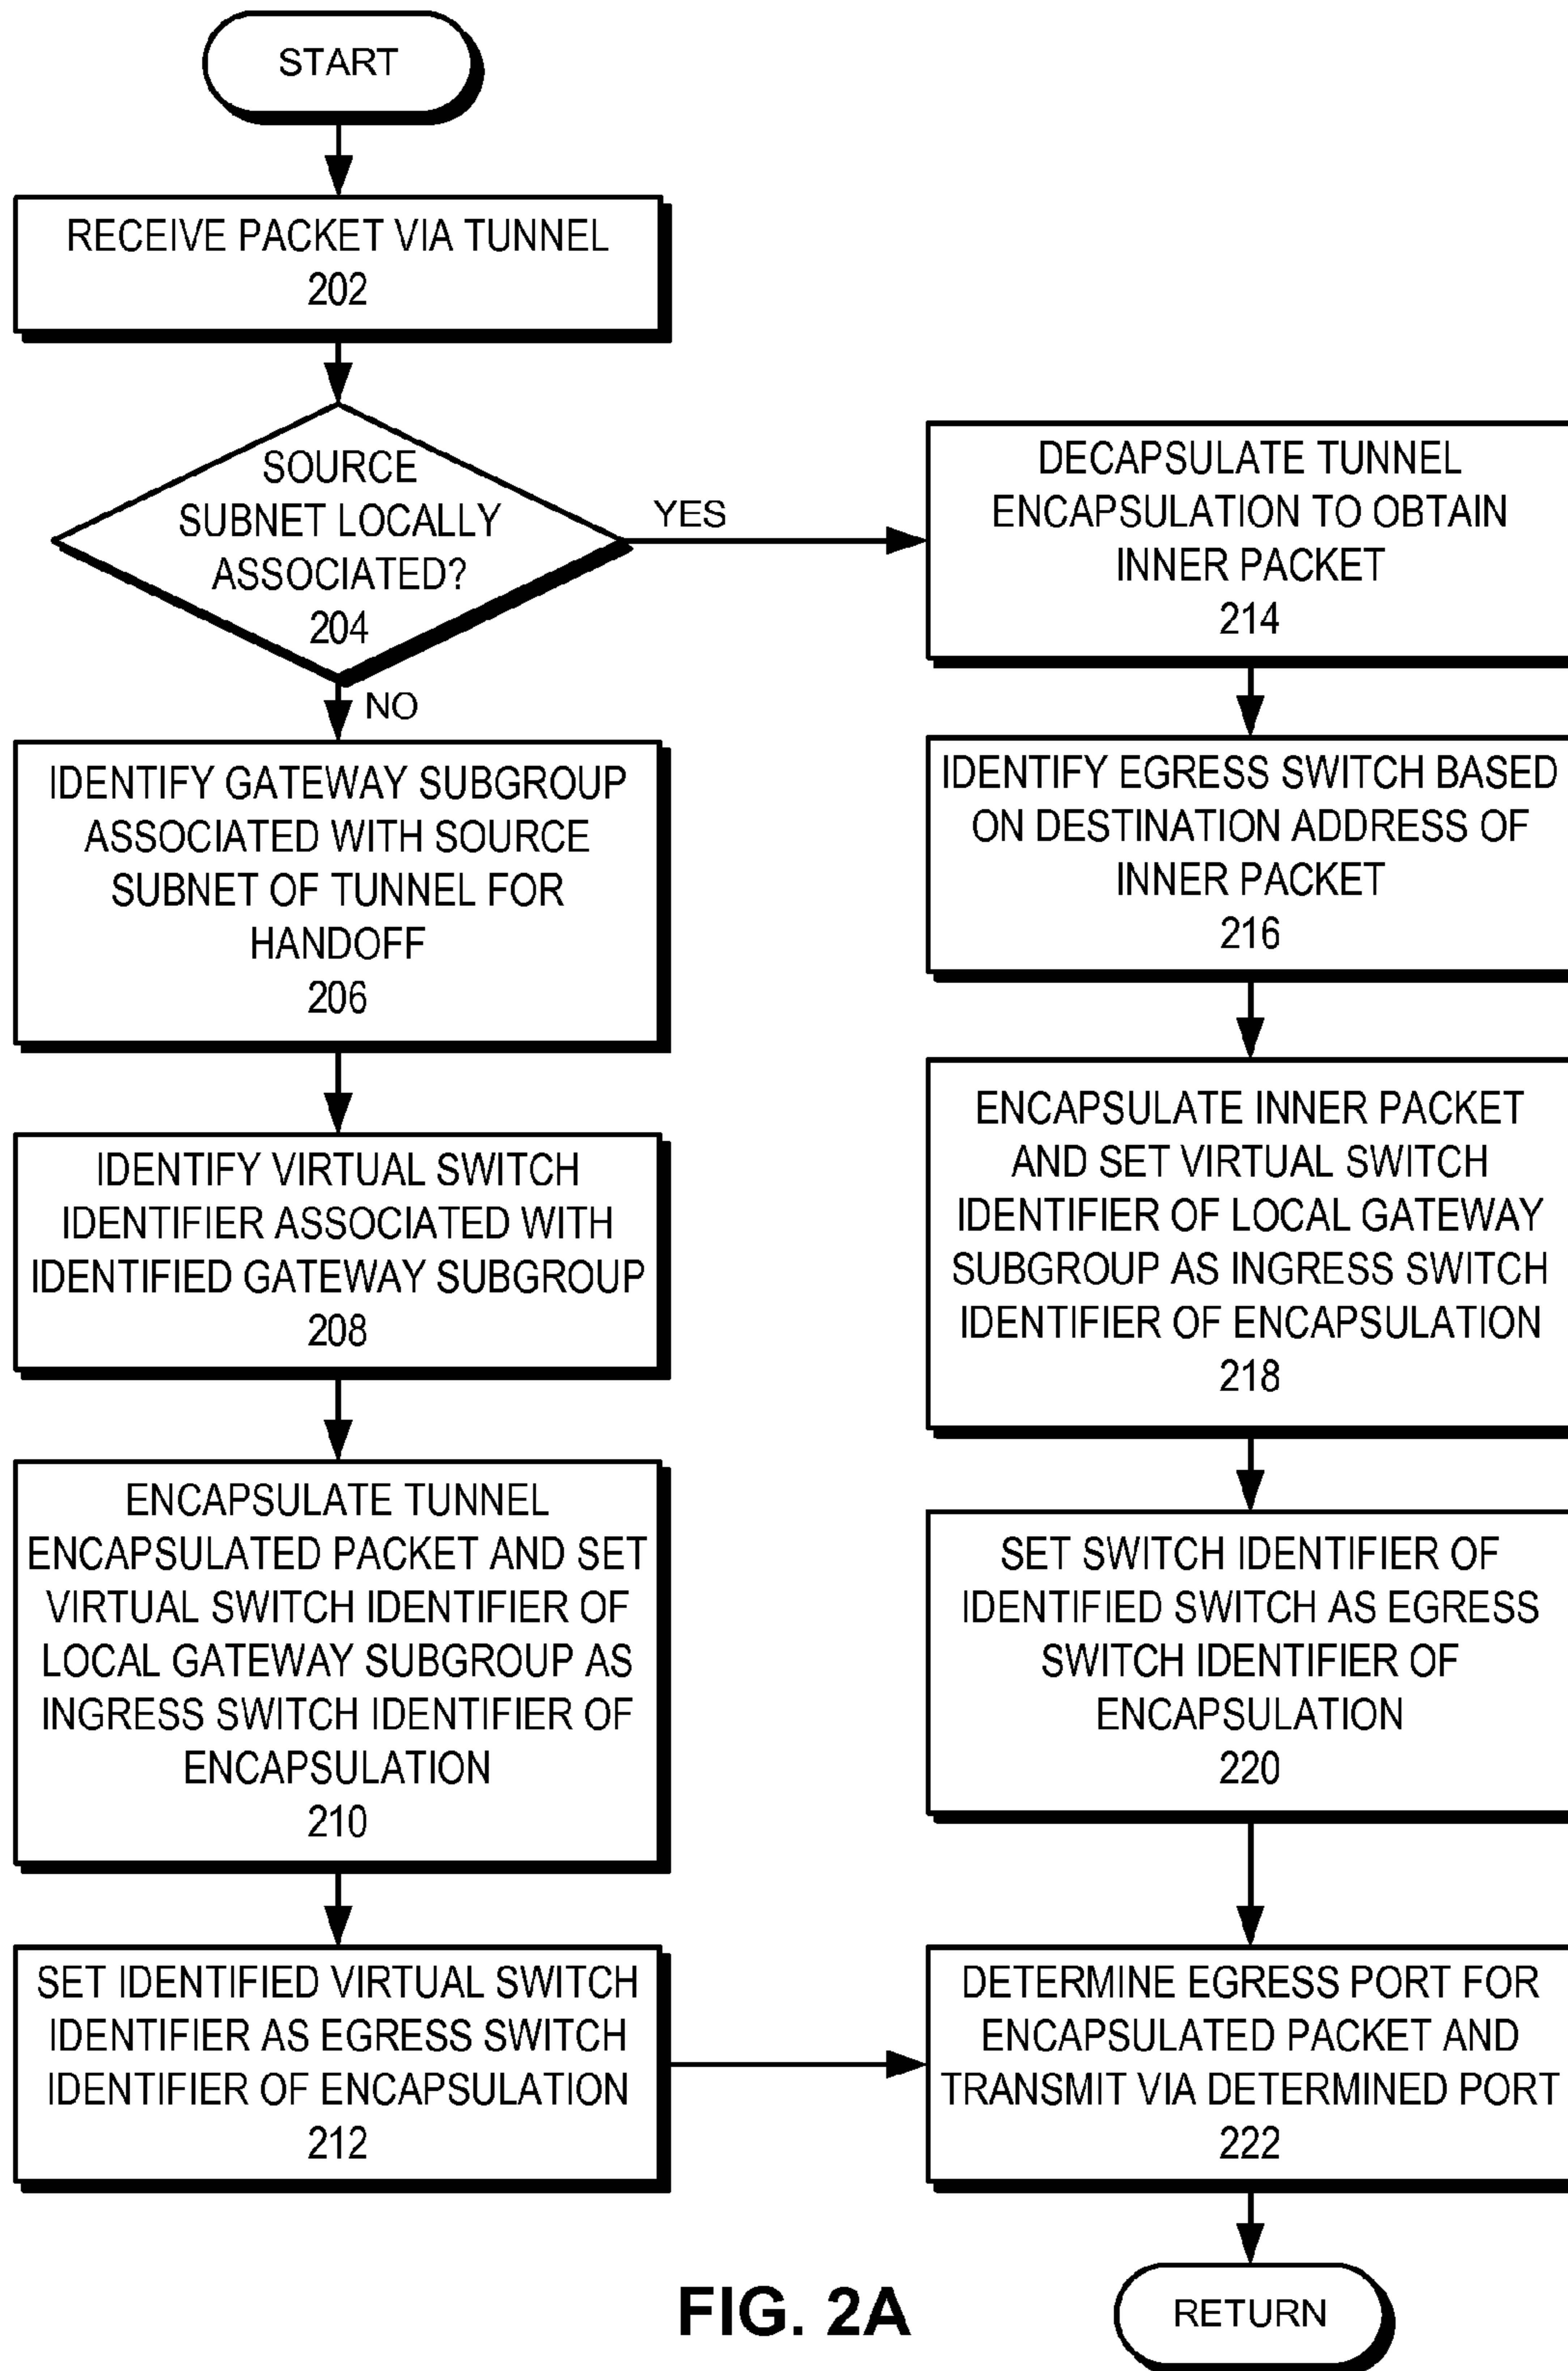 START
RECEIVE PACKET VIA TUNNEL
202
SOURCE
SUBNET LOCALLY
ASSOCIATED?
204
YES
NO
IDENTIFY GATEWAY SUBGROUP
ASSOCIATED WITH SOURCE
SUBNET OF TUNNEL FOR
HANDOFF
206
IDENTIFY VIRTUAL SWITCH
IDENTIFIER ASSOCIATED WITH
IDENTIFIED GATEWAY SUBGROUP
208
ENCAPSULATE TUNNEL
ENCAPSULATED PACKET AND SET
VIRTUAL SWITCH IDENTIFIER OF
LOCAL GATEWAY SUBGROUP AS
INGRESS SWITCH IDENTIFIER OF
ENCAPSULATION
210
SET IDENTIFIED VIRTUAL SWITCH
IDENTIFIER AS EGRESS SWITCH
IDENTIFIER OF ENCAPSULATION
212
DECAPSULATE TUNNEL
ENCAPSULATION TO OBTAIN
INNER PACKET
214
IDENTIFY EGRESS SWITCH BASED
ON DESTINATION ADDRESS OF
INNER PACKET
216
ENCAPSULATE INNER PACKET
AND SET VIRTUAL SWITCH
IDENTIFIER OF LOCAL GATEWAY
SUBGROUP AS INGRESS SWITCH
IDENTIFIER OF ENCAPSULATION
218
SET SWITCH IDENTIFIER OF
IDENTIFIED SWITCH AS EGRESS
SWITCH IDENTIFIER OF
ENCAPSULATION
220
DETERMINE EGRESS PORT FOR
ENCAPSULATED PACKET AND
TRANSMIT VIA DETERMINED PORT
222
RETURN
FIG. 2A